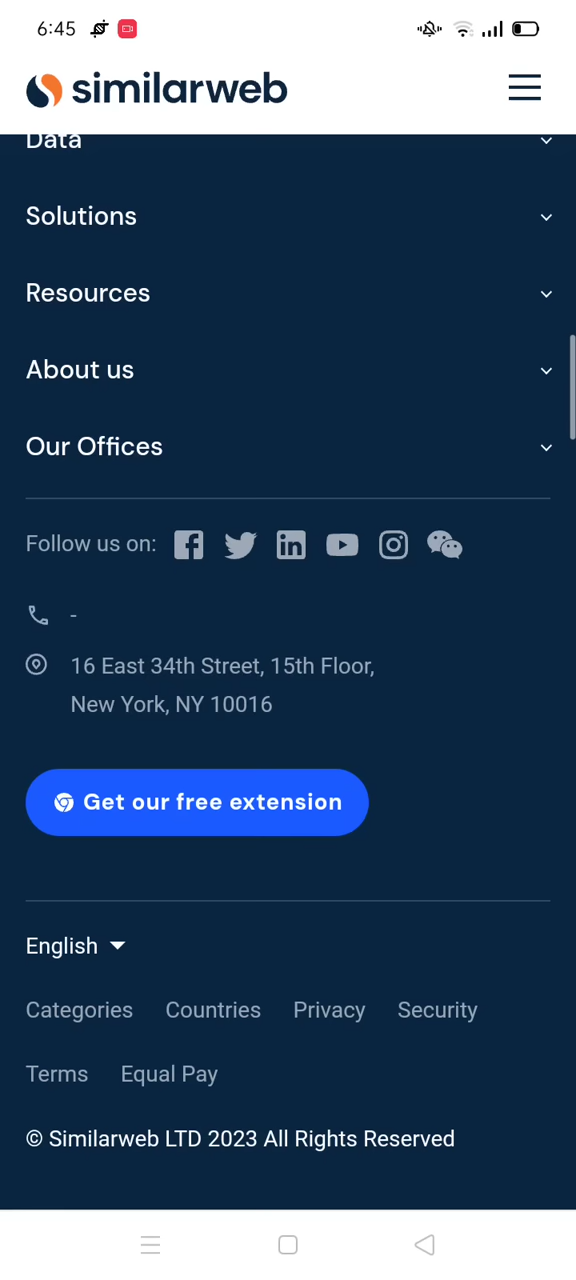 6:45
similarweb
Data
Solutions
Resources
About us
Our Offices
Follow us on:
-
16 East 34th Street, 15th Floor,
New York, NY 10016
Get our free extension
English
Categories Countries Privacy Security
Terms Equal Pay
© Similarweb LTD 2023 All Rights Reserved